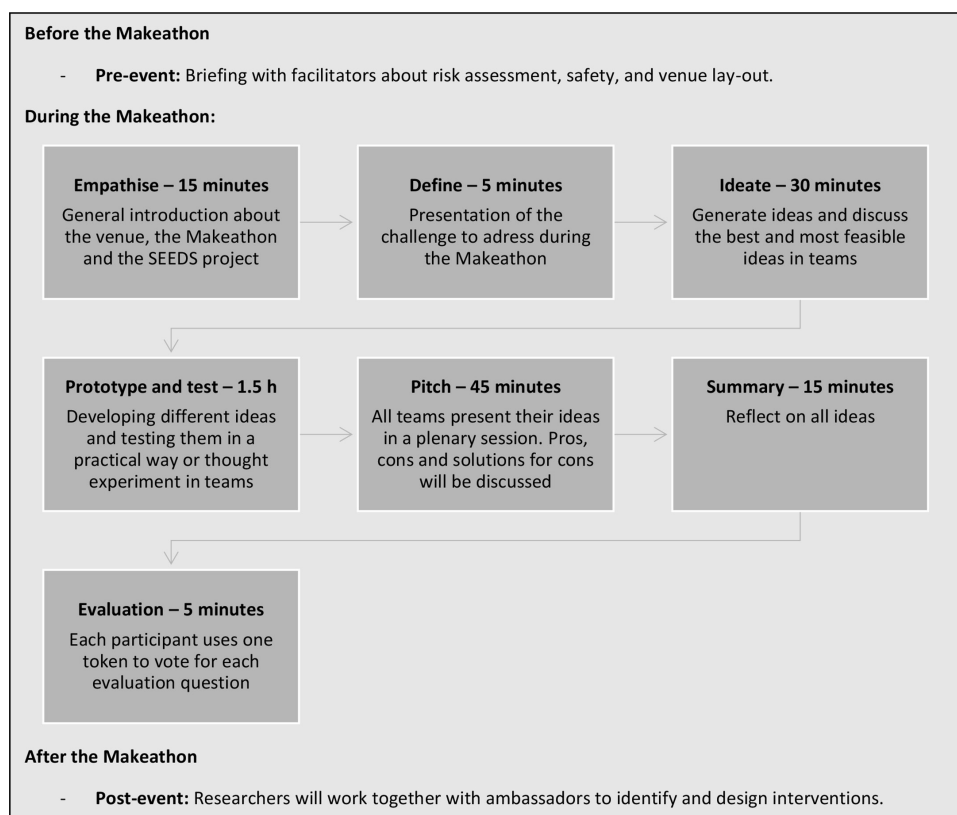 Before the Makeathon
- Pre-event: Briefing with facilitators about risk assessment, safety, and venue lay-out.
During the Makeathon:
Empathise – 15 minutes
General introduction about
the venue, the Makeathon
and the SEEDS project
Define – 5 minutes
Presentation of the
challenge to adress during
the Makeathon
Ideate – 30 minutes
Generate ideas and discuss
the best and most feasible
ideas in teams
Prototype and test – 1.5 h
Developing different ideas
and testing them in a
practical way or thought
experiment in teams
Pitch – 45 minutes
All teams present their ideas
in a plenary session. Pros,
cons and solutions for cons
will be discussed
Summary – 15 minutes
Reflect on all ideas
Evaluation – 5 minutes
Each participant uses one
token to vote for each
evaluation question
After the Makeathon
- Post-event: Researchers will work together with ambassadors to identify and design interventions.